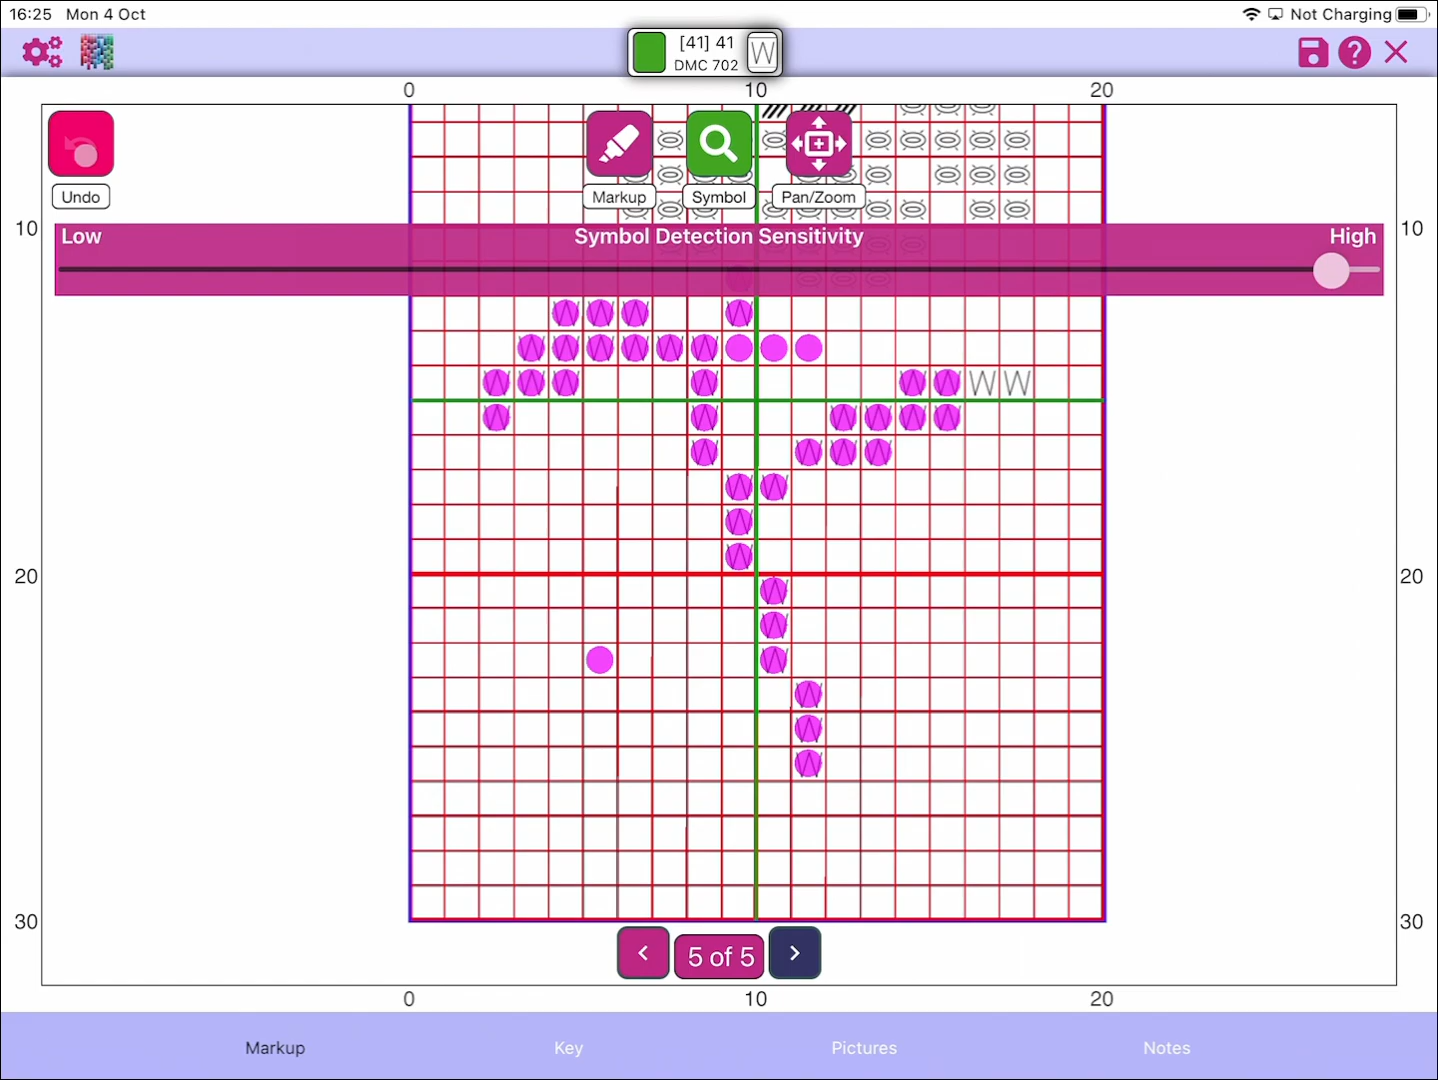 16:25 Mon 4 Oct
Not Charging
[41] 41
DMC 702
W
0 10 20
Undo
Markup Symbol Pan/Zoom
10 10
Low Symbol Detection Sensitivity High
W W W W
W W W W W W
W W W W W W W W
W W W W W W
W W W W
W W
W
W
20 20
W
W
W
W
W
W
30 30
5 of 5
0 10 20
Markup Key Pictures Notes